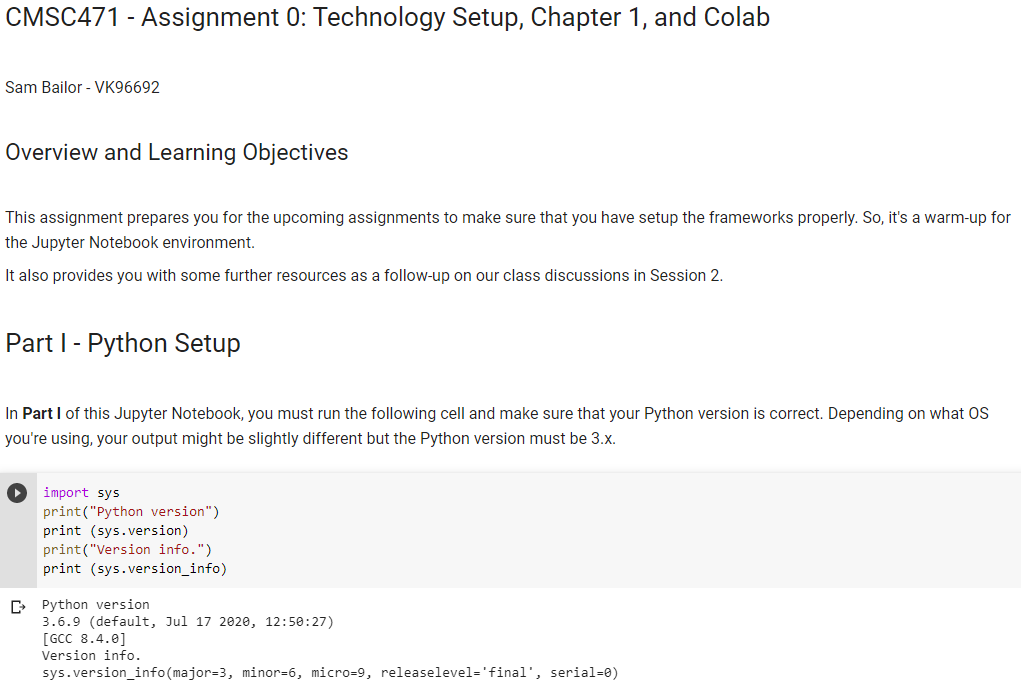 CMSC471 - Assignment 0: Technology Setup, Chapter 1, and Colab
Sam Bailor - VK96692
Overview and Learning Objectives
This assignment prepares you for the upcoming assignments to make sure that you have setup the frameworks properly. So, it's a warm-up for
the Jupyter Notebook environment.
It also provides you with some further resources as a follow-up on our class discussions in Session 2.
Part I - Python Setup
In Part I of this Jupyter Notebook, you must run the following cell and make sure that your Python version is correct. Depending on what OS
you're using, your output might be slightly different but the Python version must be 3.x.
import sys
print("Python version")
print (sys.version)
print("Version info.")
print (sys.version_info)
Python version
3.6.9 (default, Jul 17 2020, 12:50:27)
[GCC 8.4.0]
Version info.
sys.version_info(major=3, minor=6, micro=9, releaselevel='final', serial=0)